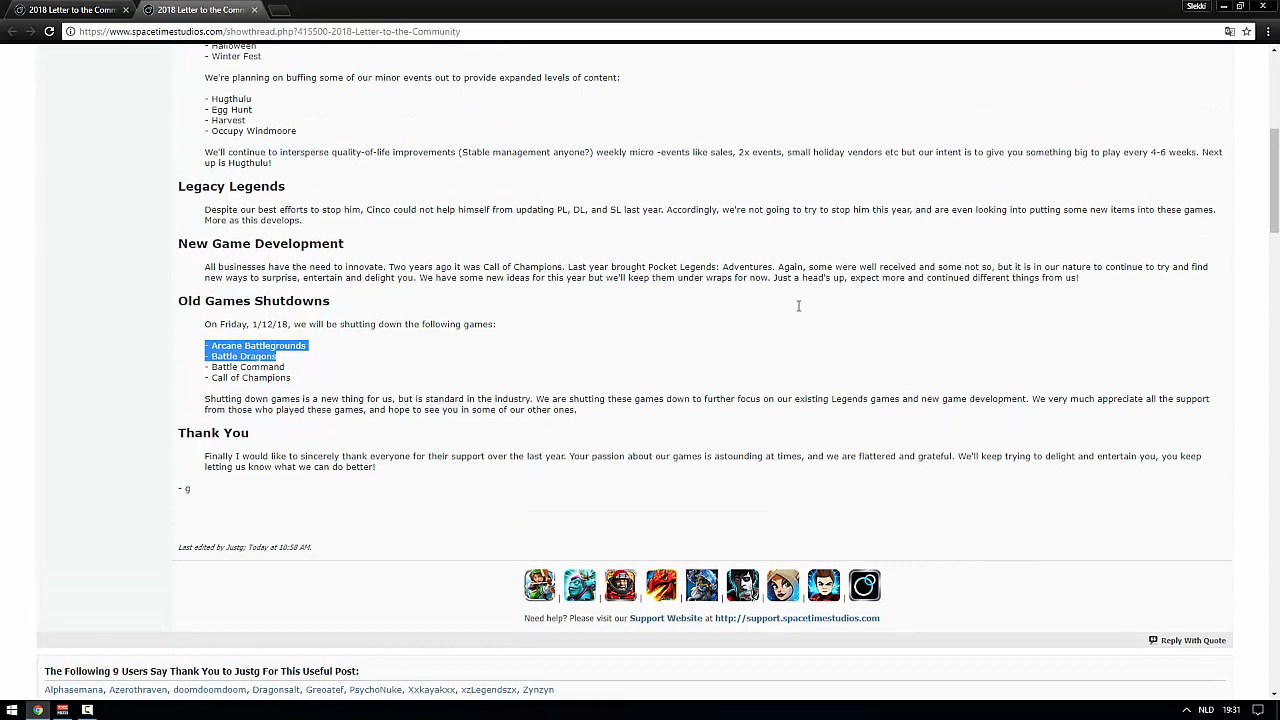 2018 Letter to the Comm
2018 Letter to the Comm
Slekki
https://www.spacetimestudios.com/showthread.php?415500-2018-Letter-to-the-Community
- Halloween
- Winter Fest
We're planning on buffing some of our minor events out to provide expanded levels of content:
- Hugthulu
- Egg Hunt
- Harvest
- Occupy Windmoore
We'll continue to intersperse quality-of-life improvements (Stable management anyone?) weekly micro -events like sales, 2x events, small holiday vendors etc but our intent is to give you something big to play every 4-6 weeks. Next
up is Hugthulu!
Legacy Legends
Despite our best efforts to stop him, Cinco could not help himself from updating PL, DL, and SL last year. Accordingly, we're not going to try to stop him this year, and are even looking into putting some new items into these games.
More as this develops.
New Game Development
All businesses have the need to innovate. Two years ago it was Call of Champions. Last year brought Pocket Legends: Adventures. Again, some were well received and some not so, but it is in our nature to continue to try and find
new ways to surprise, entertain and delight you. We have some new ideas for this year but we'll keep them under wraps for now. Just a head's up, expect more and continued different things from us!
Old Games Shutdowns
On Friday, 1/12/18, we will be shutting down the following games:
- Arcane Battlegrounds
- Battle Dragons
- Battle Command
- Call of Champions
Shutting down games is a new thing for us, but is standard in the industry. We are shutting these games down to further focus on our existing Legends games and new game development. We very much appreciate all the support
from those who played these games, and hope to see you in some of our other ones.
Thank You
Finally I would like to sincerely thank everyone for their support over the last year. Your passion about our games is astounding at times, and we are flattered and grateful. We'll keep trying to delight and entertain you, you keep
letting us know what we can do better!
- g
Last edited by Justg; Today at 10:58 AM.
| | | | | | | |
Need help? Please visit our Support Website at http://support.spacetimestudios.com
Reply With Quote
The Following 9 Users Say Thank You to Justg For This Useful Post:
Alphasemana, Azerothraven, doomdoomdoom, Dragonsalt, Greoatef, PsychoNuke, Xxkayakxx, xzLegendszx, Zynzyn
NLD 19:31